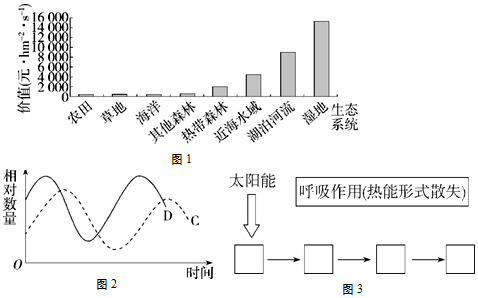 价值(元·hm⁻²·s⁻¹)
16 000
14 000
12 000
10 000
8 000
6 000
4 000
2 000
0
农田
草地
海洋
其他森林
热带森林
近海水域
湖泊河流
湿地
生态
系统
图1
相对数量
D
C
O
时间
图2
太阳能
呼吸作用(热能形式散失)
图3